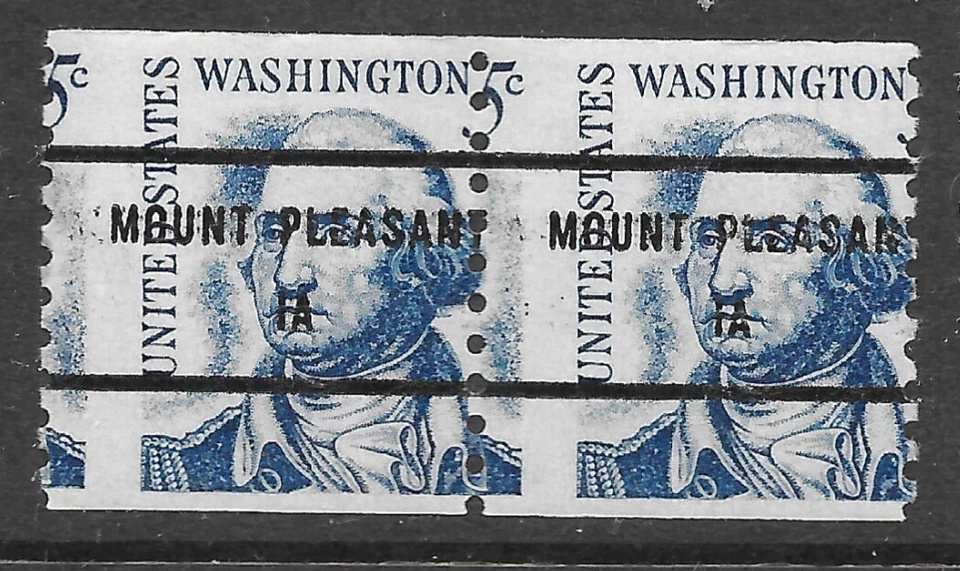 5c WASHINGTON 5c WASHINGTON
UNITED STATES
UNITED STATES
MOUNT PLEASANT MOUNT PLEASAN
IA IA